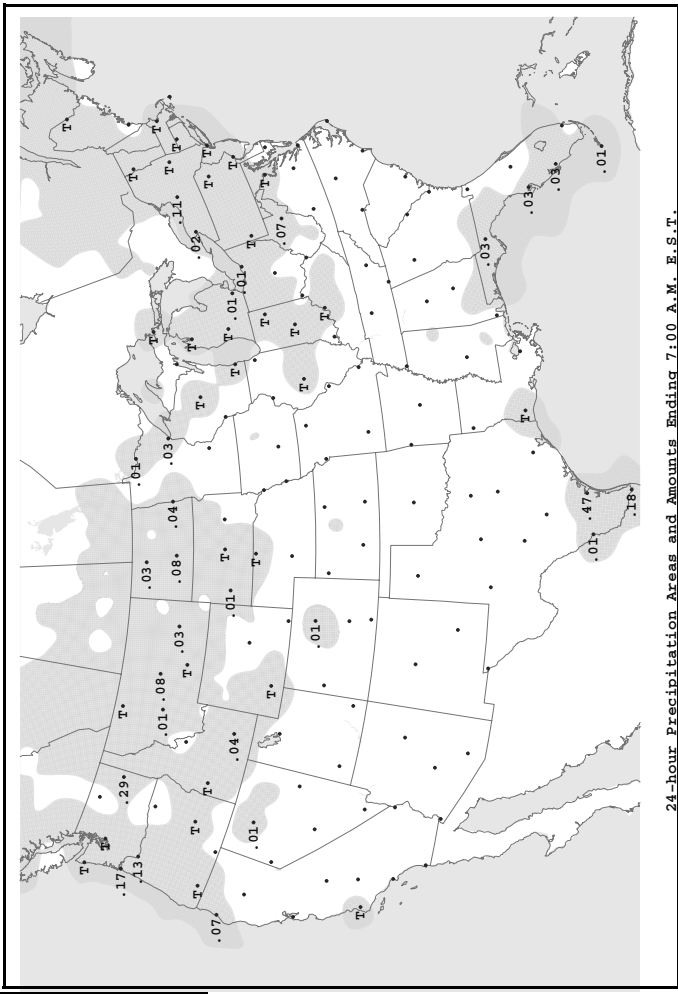 T
T
T
.17
T
.29
T
.01
.13
.03
T
T
.08
.01
.03
T
.04
T
.08
.11
.03
T
T
T
.02
T
T
T
T
T
.07
T
T
.01
.01
T
.04
T
.01
T
.01
T
T
T
T
.07
T
T
.01
T
T
.03
T
.03
.03
.47
.01
.01
.18
24-hour Precipitation Areas and Amounts Ending 7:00 A.M. E.S.T.